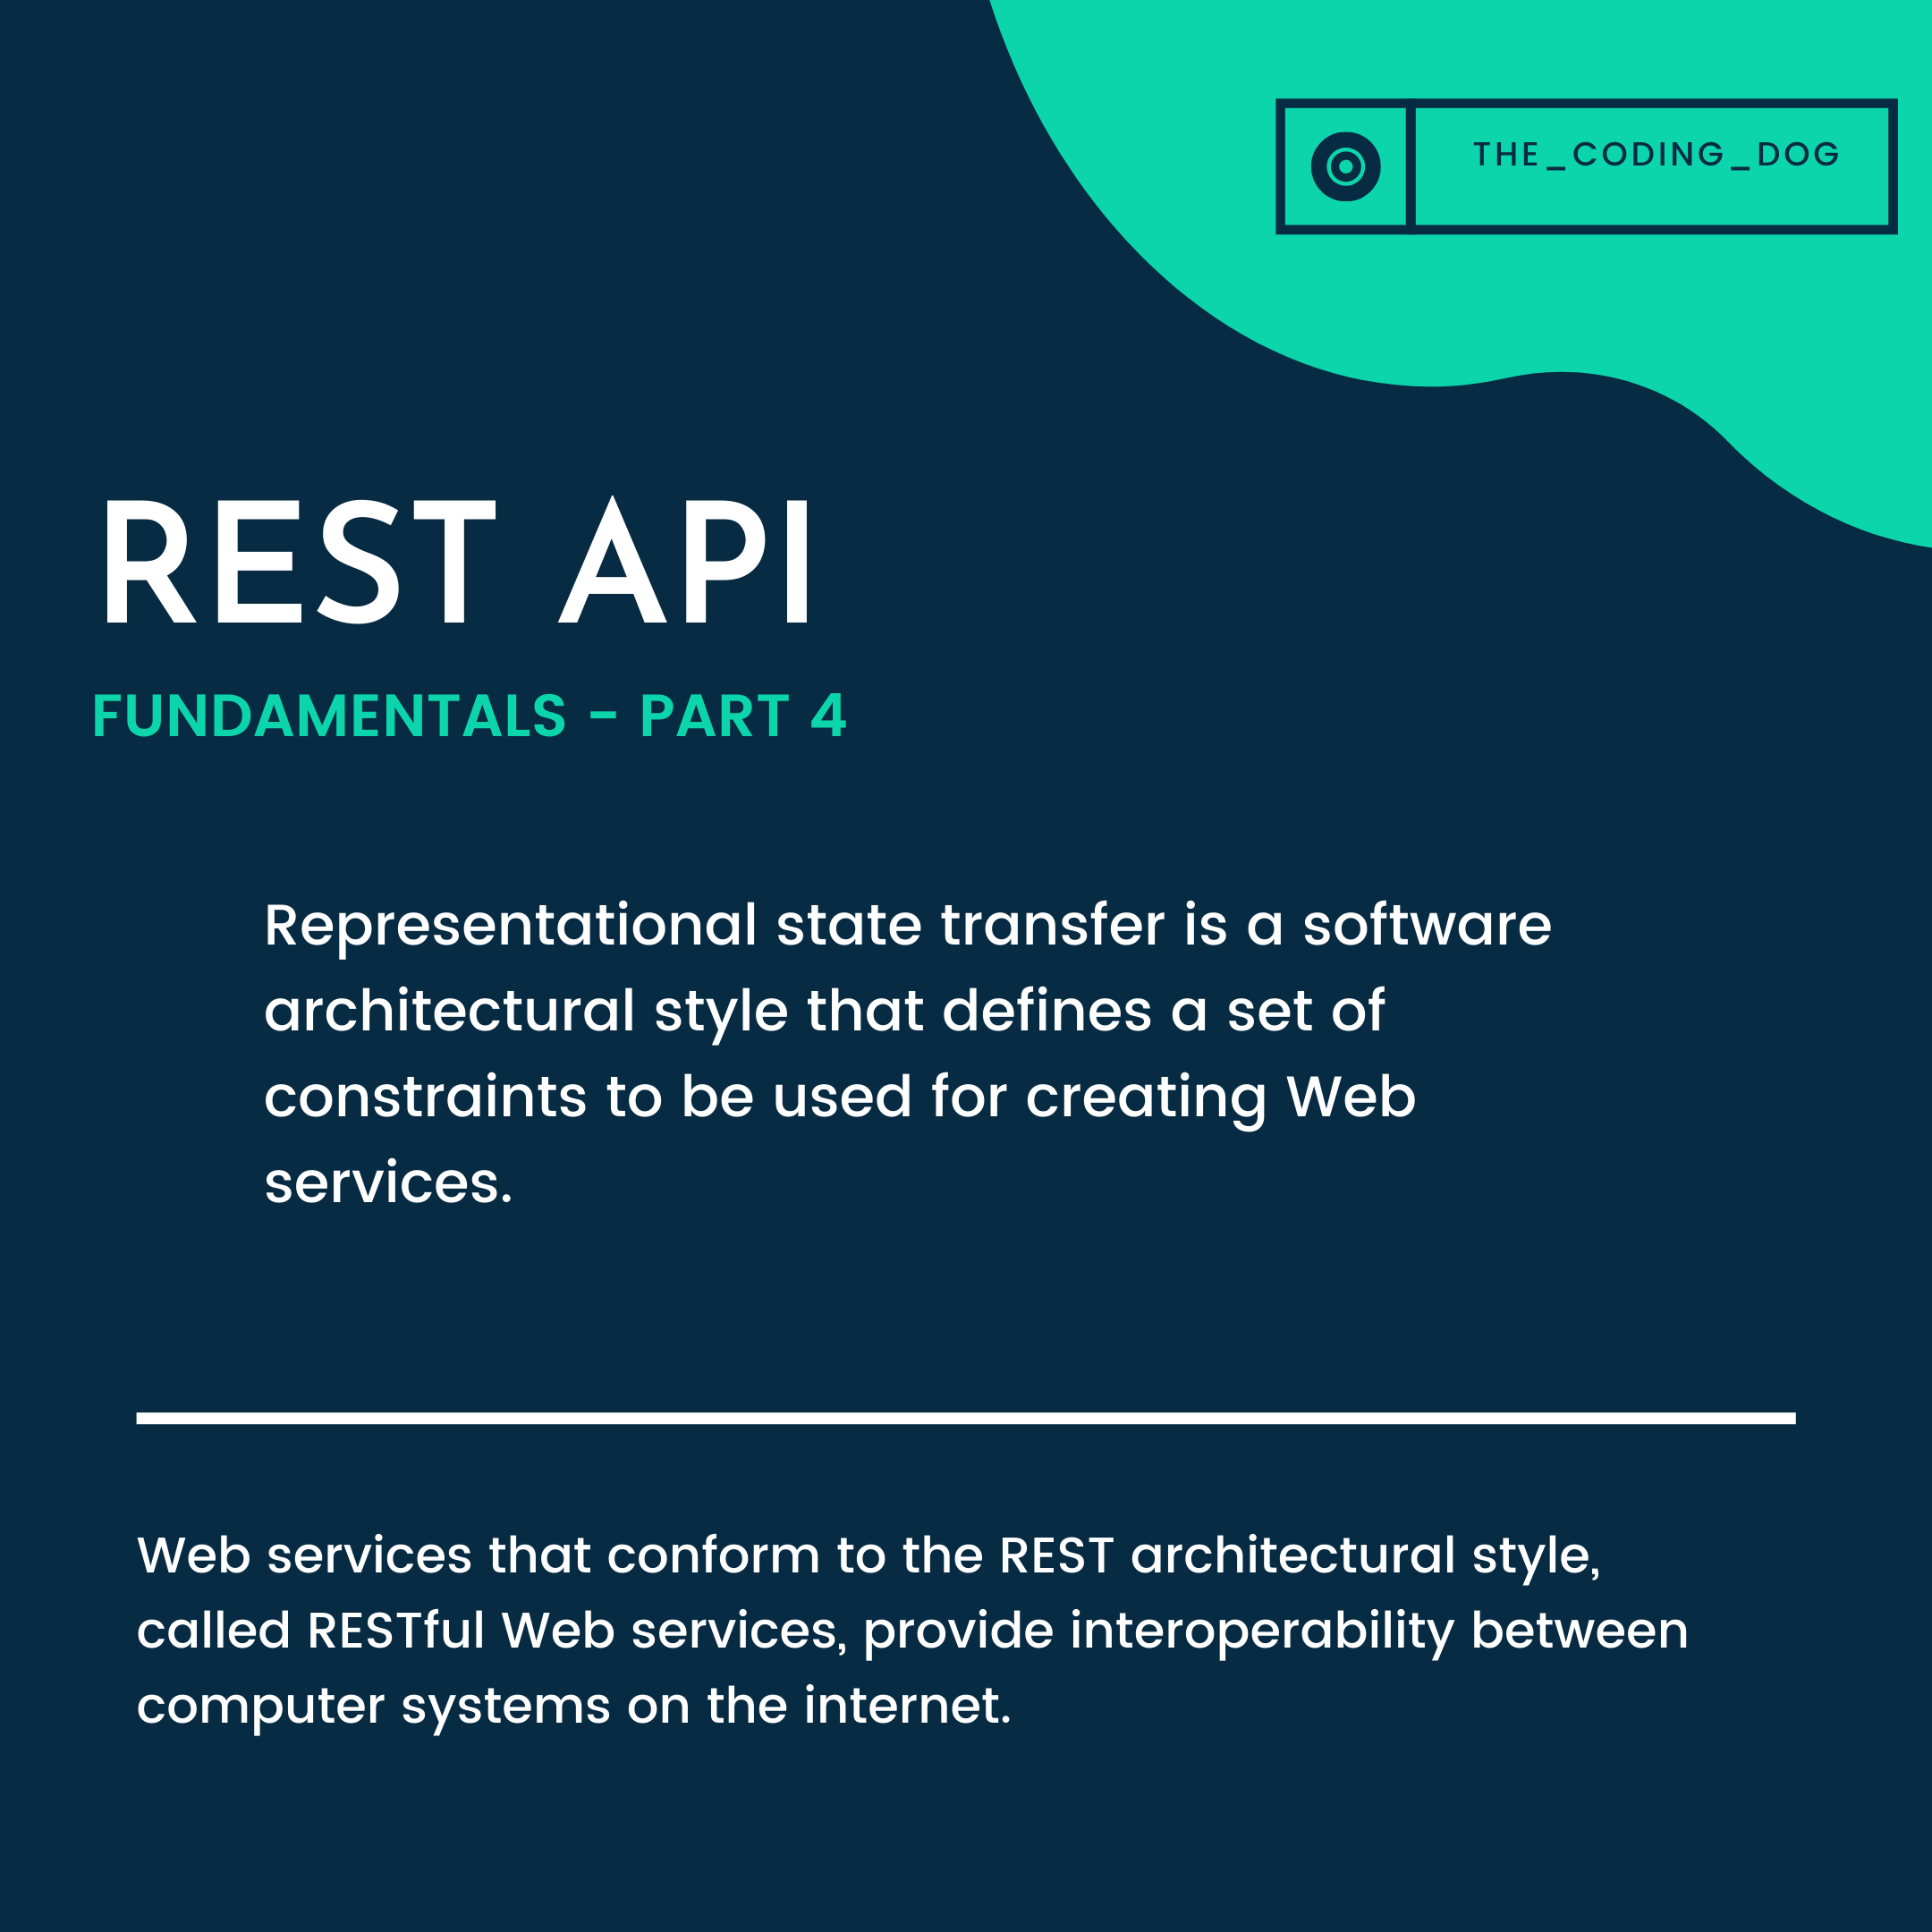 THE_CODING_DOG
REST API
FUNDAMENTALS - PART 4
Representational state transfer is a software
architectural style that defines a set of
constraints to be used for creating Web
services.
Web services that conform to the REST architectural style,
called RESTful Web services, provide interoperability between
computer systems on the internet.